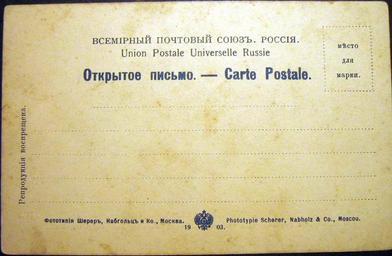 ВСЕМІРНЫЙ ПОЧТОВЫЙ СОЮЗЪ. РОССІЯ.
Union Postale Universelle Russie
Открытое письмо. — Carte Postale.
мѣсто
для
марки.
Репродукція воспрещена.
Фототипія Шереръ, Набгольцъ и Ко., Москва.
Phototypie Scherer, Nabholz & Co., Moscou.
19 03.